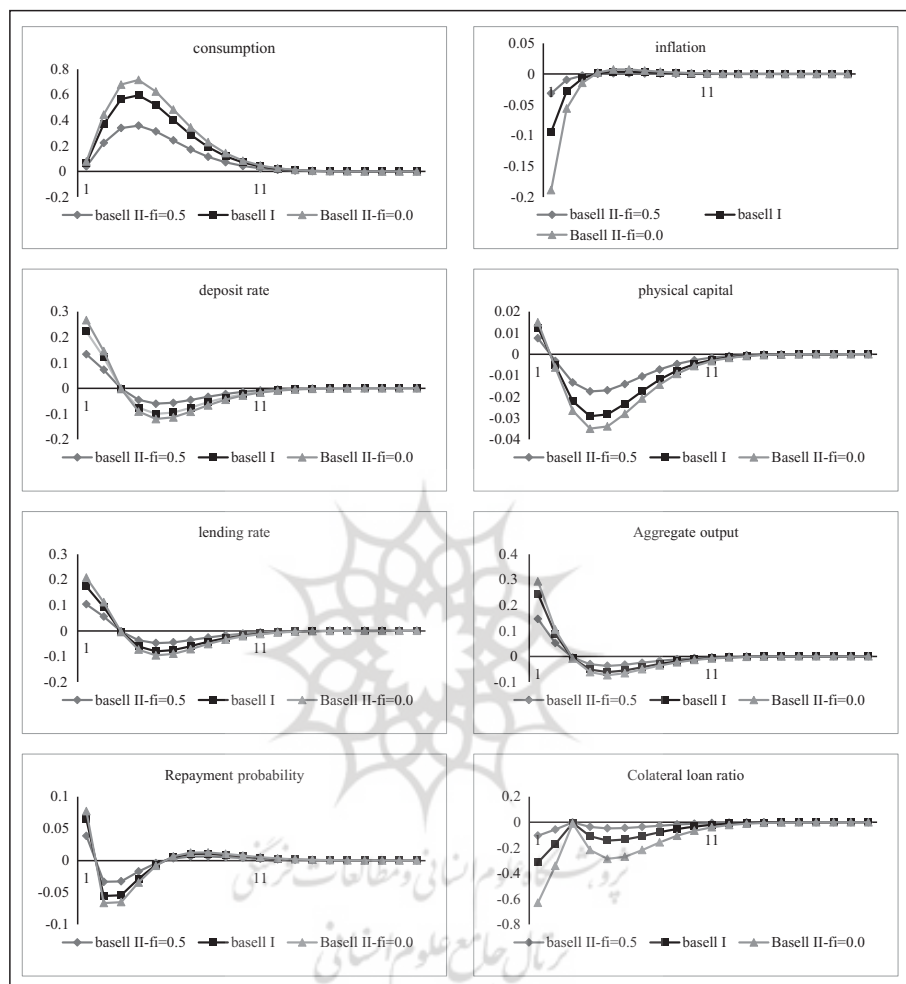 consumption
0.8
0.6
0.4
0.2
0
-0.2
1
11
basell II-fi=0.5
basell I
Basell II-fi=0.0
inflation
0.05
0
-0.05
-0.1
-0.15
-0.2
1
11
basell II-fi=0.5
basell I
Basell II-fi=0.0
deposit rate
0.3
0.2
0.1
0
-0.1
-0.2
1
11
basell II-fi=0.5
basell I
Basell II-fi=0.0
physical capital
0.02
0.01
0
-0.01
-0.02
-0.03
-0.04
1
11
basell II-fi=0.5
basell I
Basell II-fi=0.0
lending rate
0.3
0.2
0.1
0
-0.1
-0.2
1
11
basell II-fi=0.5
basell I
Basell II-fi=0.0
Aggregate output
0.4
0.3
0.2
0.1
0
-0.1
1
11
basell II-fi=0.5
basell I
Basell II-fi=0.0
Repayment probability
0.1
0.05
0
-0.05
-0.1
1
11
basell II-fi=0.5
basell I
Basell II-fi=0.0
Colateral loan ratio
0.2
0
-0.2
-0.4
-0.6
-0.8
1
11
basell II-fi=0.5
basell I
Basell II-fi=0.0
پژوهشگاه علوم انسانی و مطالعات فرهنگی
پرتال جامع علوم انسانی